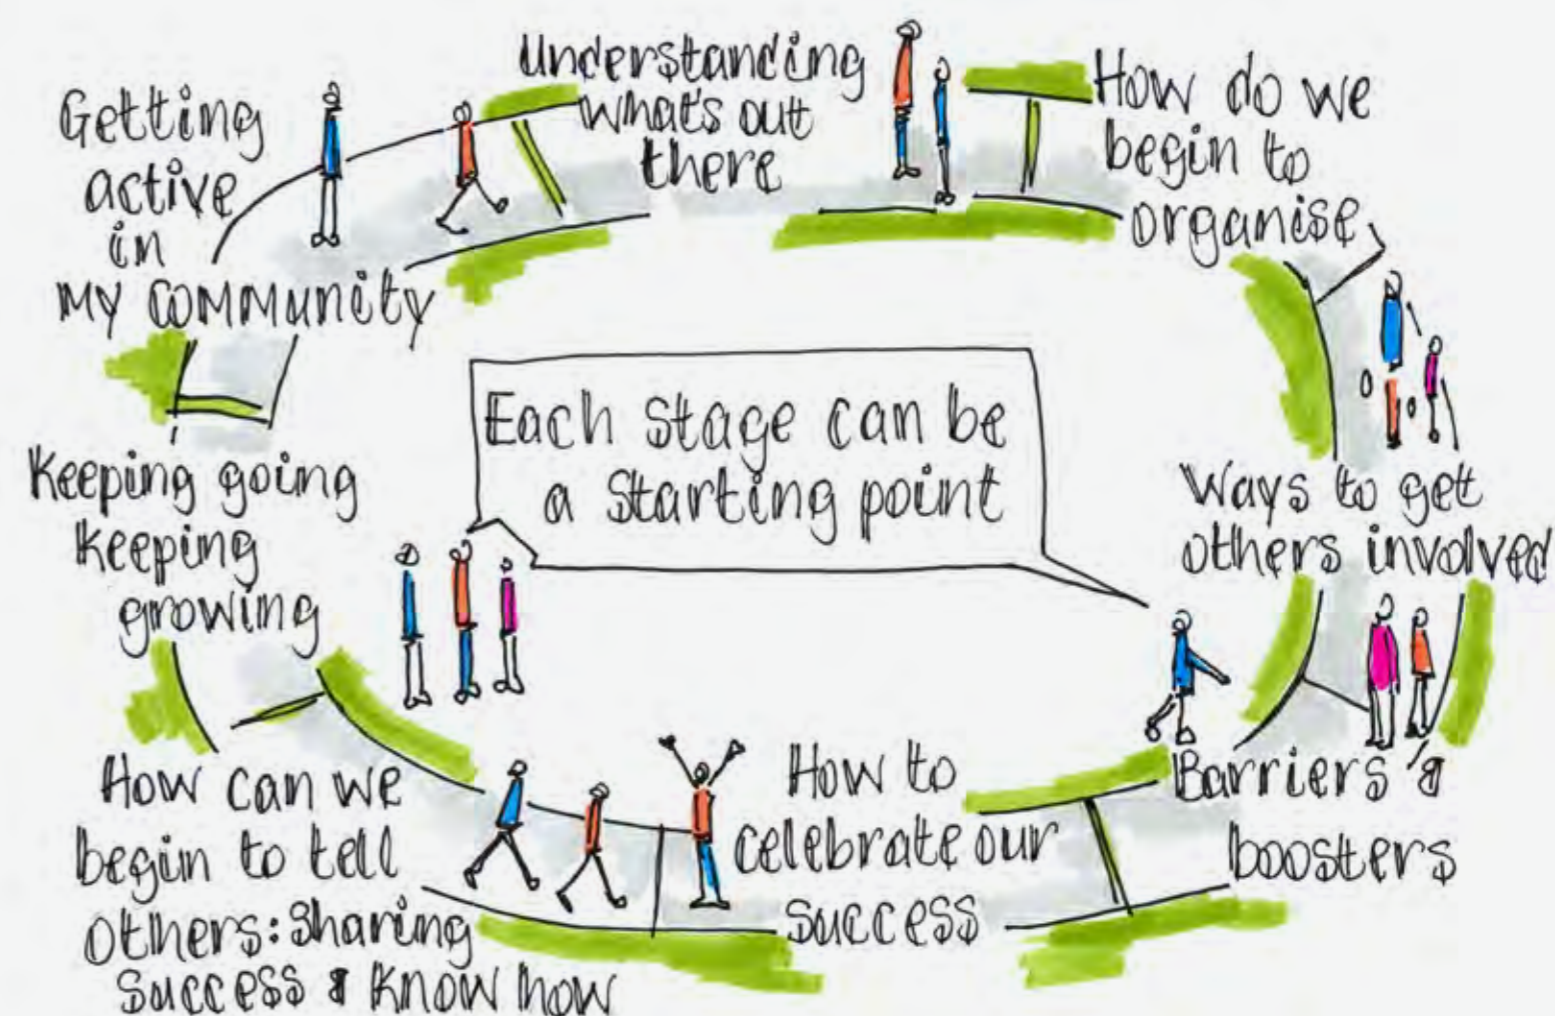 Getting
active
in
My Community
Understanding
what's out
there
How do we
begin to
organise
Ways to get
others involved
Barriers &
boosters
How to
celebrate our
success
How can we
begin to tell
others: Sharing
Success & Know how
Keeping going
Keeping
growing
Each Stage can be
a Starting point